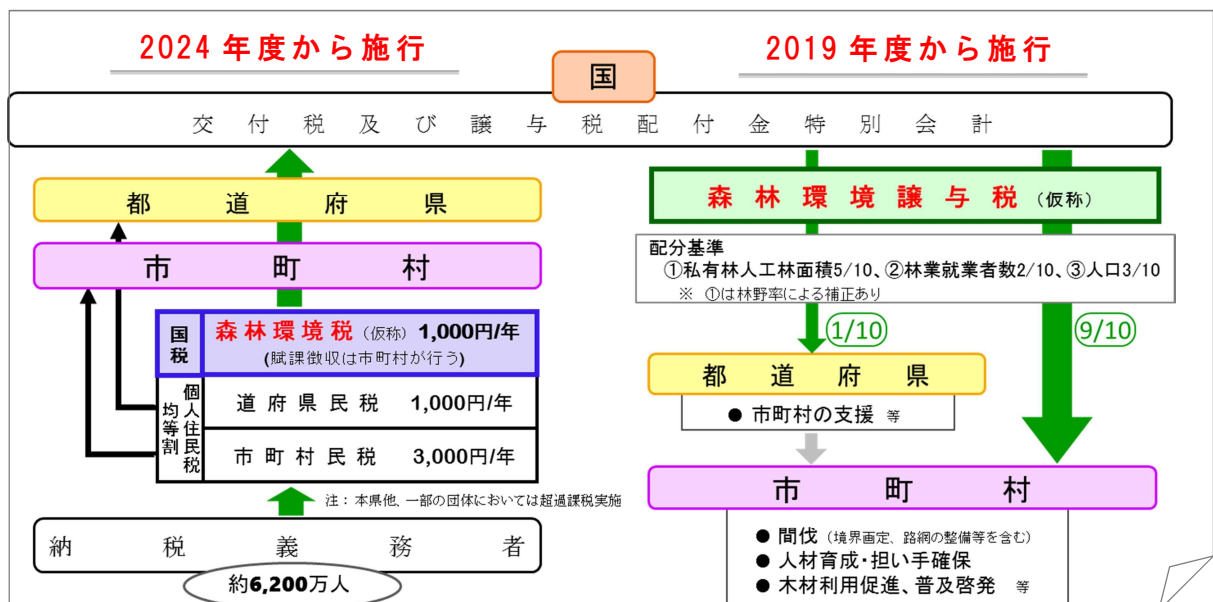 2024年度から施行
2019年度から施行
国
交付税及び譲与税配付金特別会計
都道府県
市町村
国税
森林環境税(仮称) 1,000円/年
(賦課徴収は市町村が行う)
個人住民税
均等割
道府県民税 1,000円/年
市町村民税 3,000円/年
注：本県他、一部の団体においては超過課税実施
納税義務者
約6,200万人
森林環境譲与税(仮称)
配分基準
①私有林人工林面積5/10、②林業就業者数2/10、③人口3/10
※ ①は林野率による補正あり
1/10
9/10
都道府県
● 市町村の支援 等
市町村
● 間伐（境界画定、路網の整備等を含む）
● 人材育成・担い手確保
● 木材利用促進、普及啓発 等